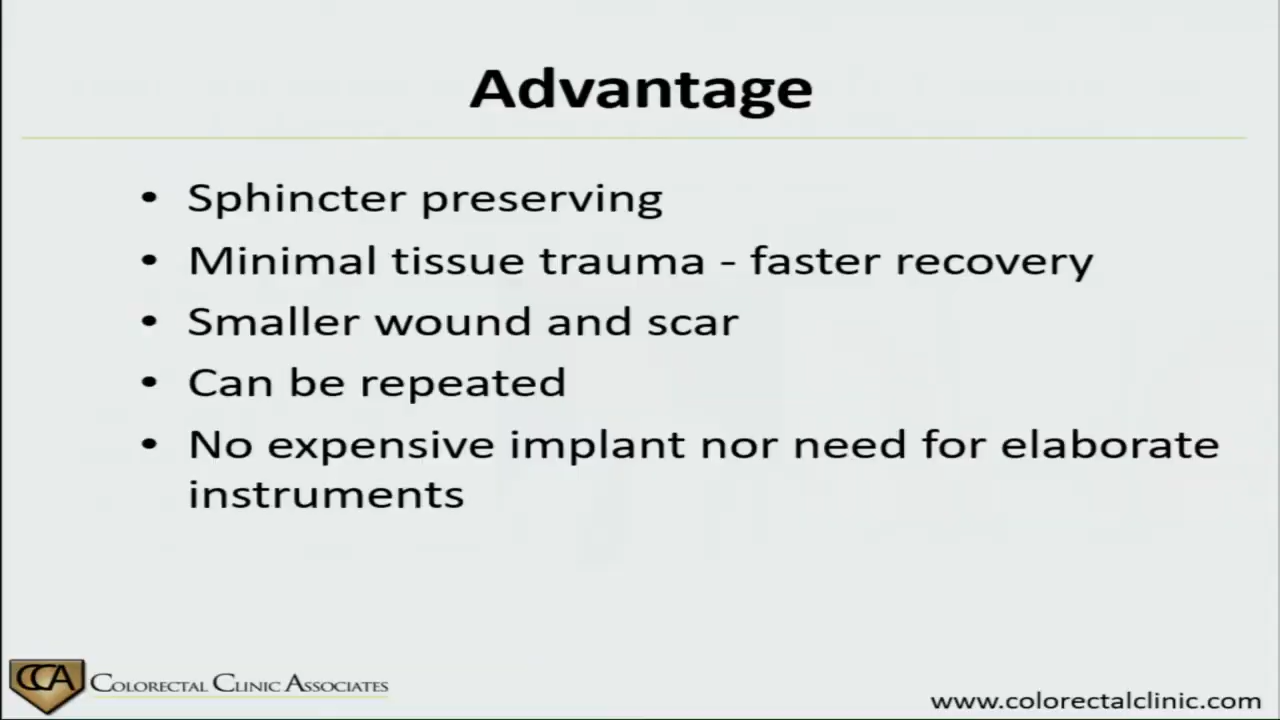 Advantage
• Sphincter preserving
• Minimal tissue trauma - faster recovery
• Smaller wound and scar
• Can be repeated
• No expensive implant nor need for elaborate
instruments
CCA COLORECTAL CLINIC ASSOCIATES
www.colorectalclinic.com